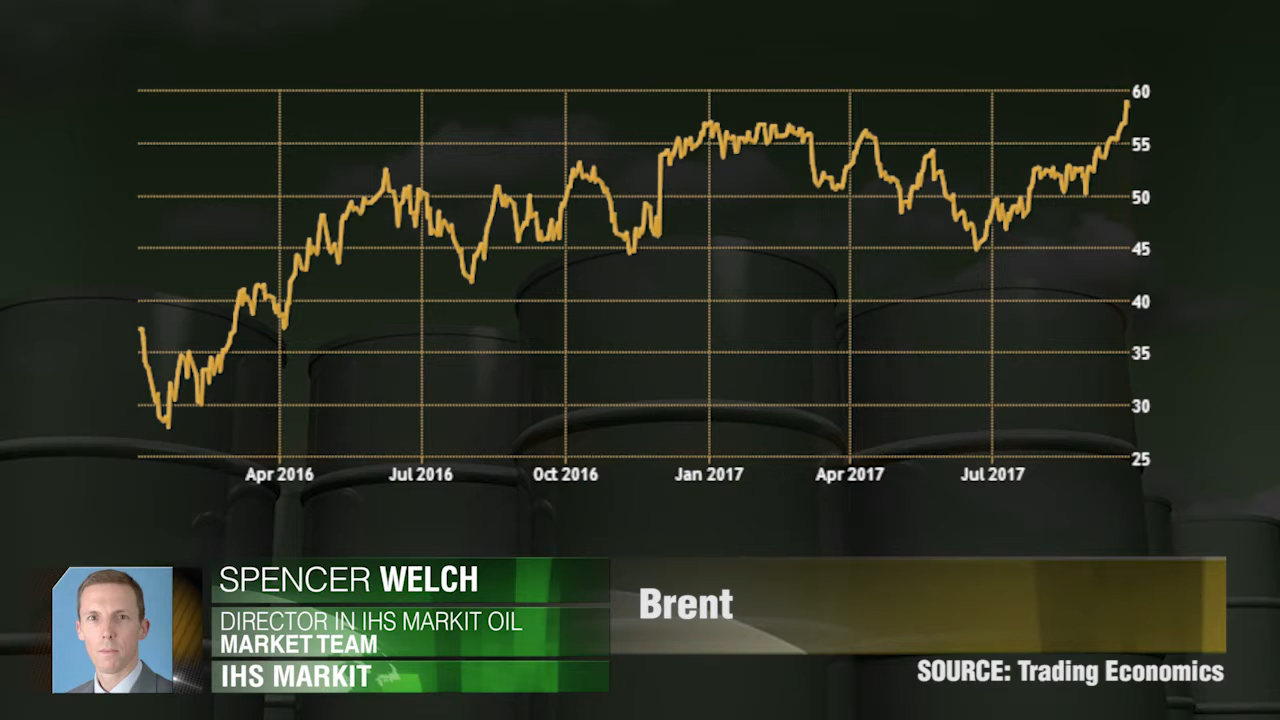 60
55
50
45
40
35
30
25
Apr 2016 Jul 2016 Oct 2016 Jan 2017 Apr 2017 Jul 2017
SPENCER WELCH
DIRECTOR IN IHS MARKIT OIL
MARKET TEAM
IHS MARKIT
Brent
SOURCE: Trading Economics